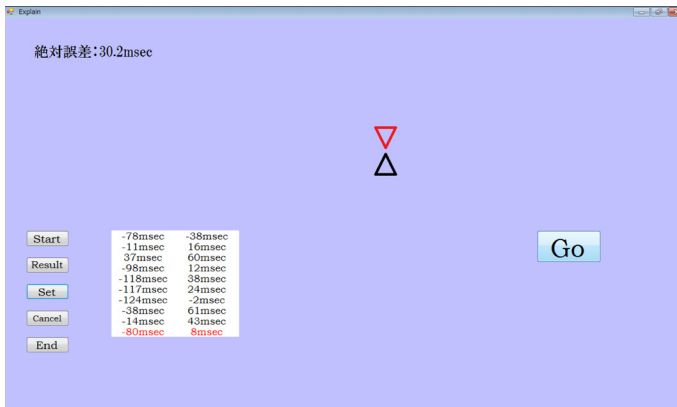 Explain
絶対誤差:30.2msec
Start
Result
Set
Cancel
End
-78msec -38msec
-11msec 16msec
37msec 60msec
-98msec 12msec
-118msec 38msec
-117msec 24msec
-124msec -2msec
-38msec 61msec
-14msec 43msec
-80msec 8msec
Go